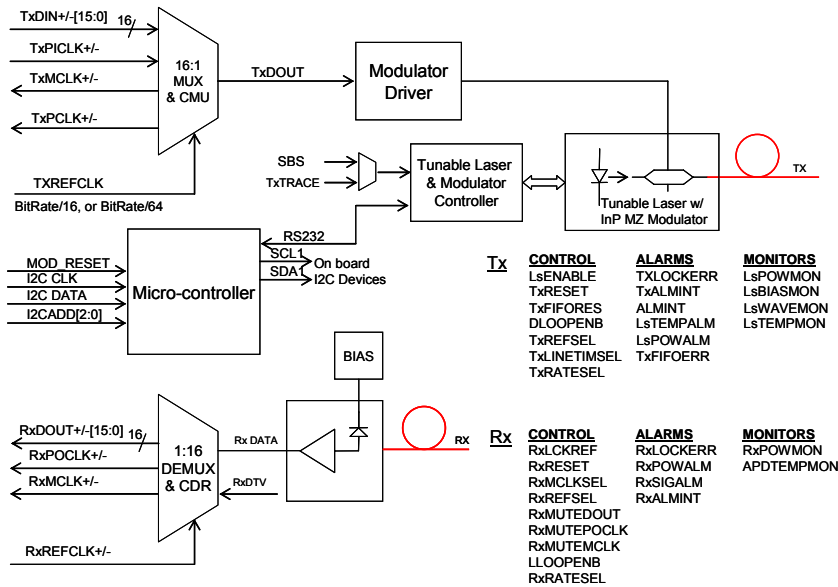 TxDIN+/-[15:0] 16
TxPICLK+/-
TxMCLK+/-
TxPCLK+/-
16:1
MUX
& CMU
TxDOUT
Modulator
Driver
TXREFCLK
BitRate/16, or BitRate/64
SBS
TxTRACE
Tunable Laser
& Modulator
Controller
Tunable Laser w/
InP MZ Modulator
TX
RS232
SCL1
SDA1
On board
I2C Devices
MOD_RESET
I2C CLK
I2C DATA
I2CADD[2:0]
Micro-controller
Tx
CONTROL
LsENABLE
TxRESET
TxFIFORES
DLOOPENB
TxREFSEL
TxLINETIMSEL
TxRATESEL
ALARMS
TXLOCKERR
TxALMINT
ALMINT
LsTEMPALM
LsPOWALM
TxFIFOERR
MONITORS
LsPOWMON
LsBIASMON
LsWAVEMON
LsTEMPMON
BIAS
RxDOUT+/-[15:0] 16
RxPOCLK+/-
RxMCLK+/-
1:16
DEMUX
& CDR
Rx DATA
RxDTV
RX
RxREFCLK+/-
Rx
CONTROL
RxLCKREF
RxRESET
RxMCLKSEL
RxREFSEL
RxMUTEDOUT
RxMUTEPOCLK
RxMUTEMCLK
LLOOPENB
RxRATESEL
ALARMS
RxLOCKERR
RxPOWALM
RxSIGALM
RxALMINT
MONITORS
RxPOWMON
APDTEMPMON